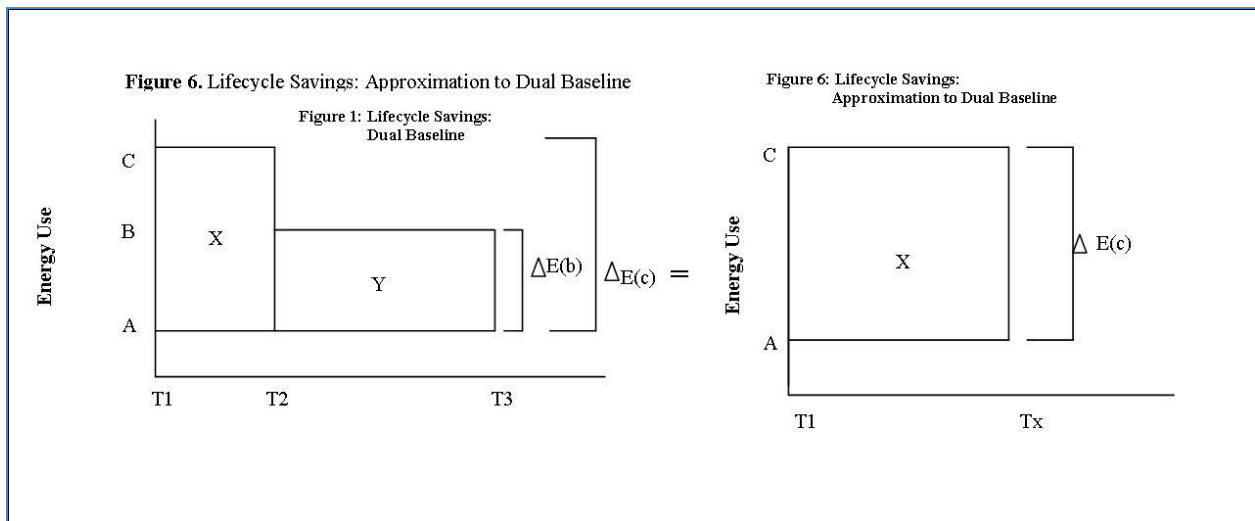 Figure 6. Lifecycle Savings: Approximation to Dual Baseline
Figure 1: Lifecycle Savings:
Dual Baseline
Energy Use
C
B
A
X
Y
ΔE(b)
ΔE(c) =
T1
T2
T3
Figure 6: Lifecycle Savings:
Approximation to Dual Baseline
Energy Use
C
A
X
Δ E(c)
T1
Tx